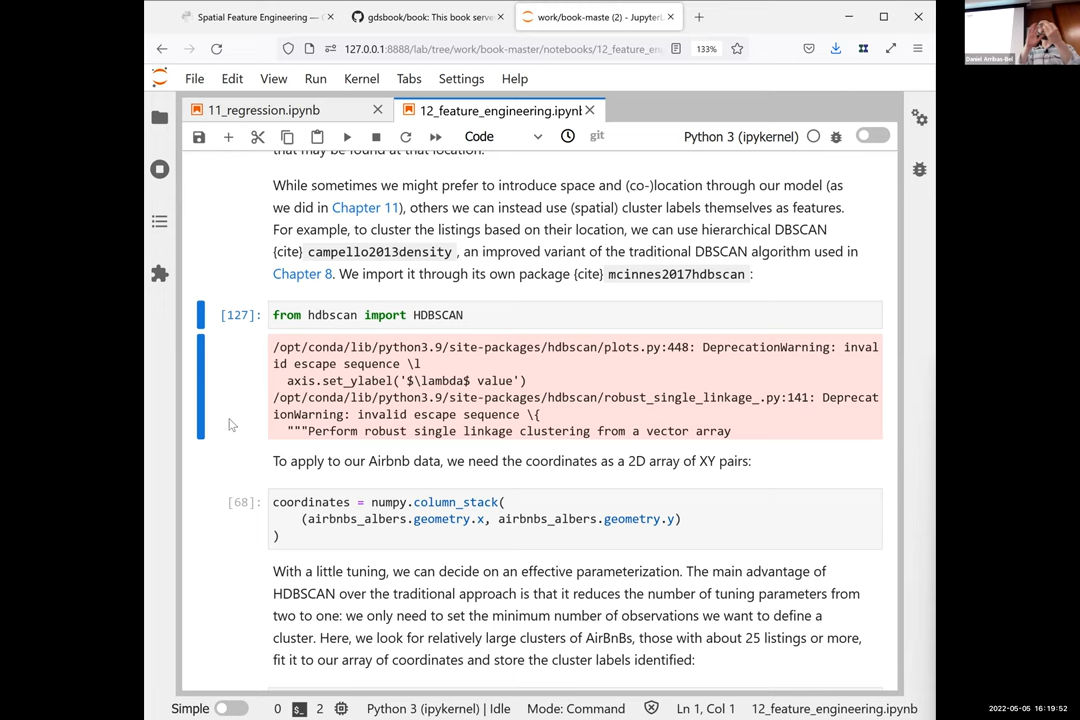 Spatial Feature Engineering — C
gdsbook/book: This book serve
work/book-maste (2) - JupyterL
127.0.0.1:8888/lab/tree/work/book-master/notebooks/12_feature_en
133%
Daniel Arribas-Bel
File Edit View Run Kernel Tabs Settings Help
11_regression.ipynb
12_feature_engineering.ipynb
Code
git
Python 3 (ipykernel)
that may be found at that location.
While sometimes we might prefer to introduce space and (co-)location through our model (as
we did in Chapter 11), others we can instead use (spatial) cluster labels themselves as features.
For example, to cluster the listings based on their location, we can use hierarchical DBSCAN
{cite} campello2013density , an improved variant of the traditional DBSCAN algorithm used in
Chapter 8. We import it through its own package {cite} mcinnes2017hdbscan :
[127]: from hdbscan import HDBSCAN
/opt/conda/lib/python3.9/site-packages/hdbscan/plots.py:448: DeprecationWarning: inval
id escape sequence \l
axis.set_ylabel('$\lambda$ value')
/opt/conda/lib/python3.9/site-packages/hdbscan/robust_single_linkage_.py:141: Deprecat
ionWarning: invalid escape sequence \{
"""Perform robust single linkage clustering from a vector array
To apply to our Airbnb data, we need the coordinates as a 2D array of XY pairs:
[68]: coordinates = numpy.column_stack(
(airbnbs_albers.geometry.x, airbnbs_albers.geometry.y)
)
With a little tuning, we can decide on an effective parameterization. The main advantage of
HDBSCAN over the traditional approach is that it reduces the number of tuning parameters from
two to one: we only need to set the minimum number of observations we want to define a
cluster. Here, we look for relatively large clusters of AirBnBs, those with about 25 listings or more,
fit it to our array of coordinates and store the cluster labels identified:
Simple 0 2 Python 3 (ipykernel) | Idle Mode: Command Ln 1, Col 1 12_feature_engineering.ipynb
2022-05-05 16:19:52